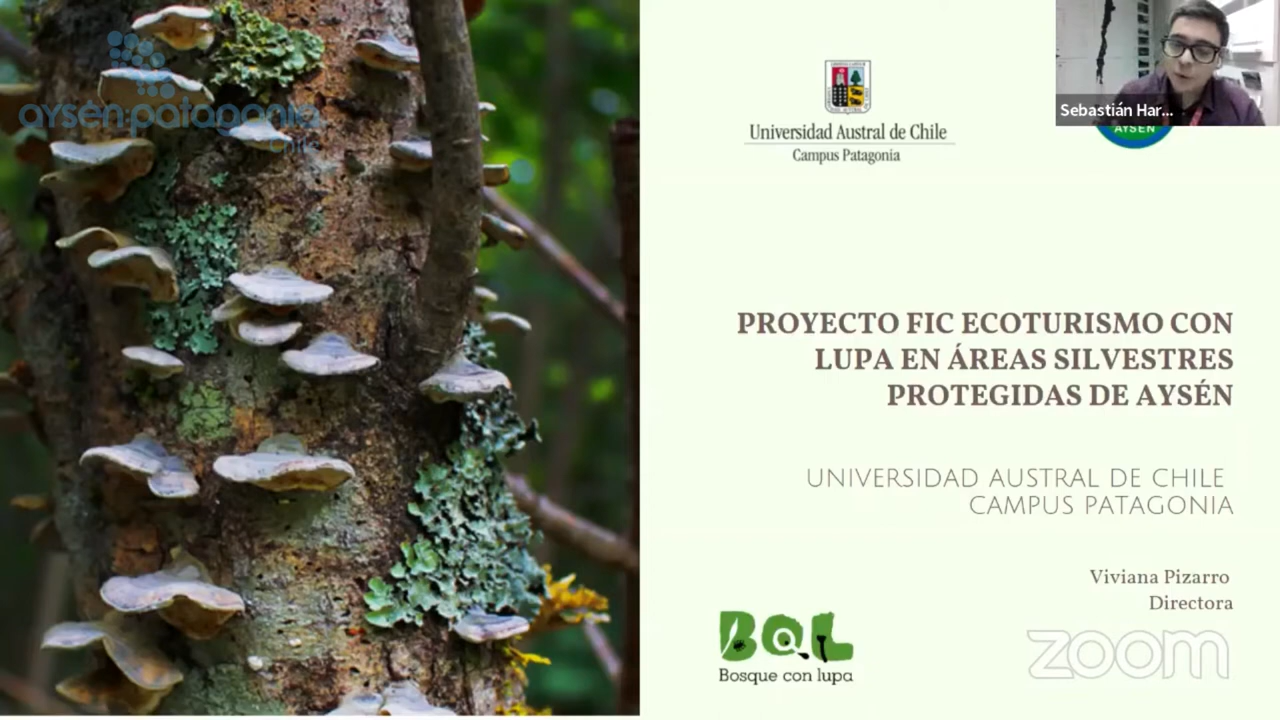 aysén patagonia
Chile
Universidad Austral de Chile
Campus Patagonia
AYSÉN
Sebastián Har...
PROYECTO FIC ECOTURISMO CON
LUPA EN ÁREAS SILVESTRES
PROTEGIDAS DE AYSÉN
UNIVERSIDAD AUSTRAL DE CHILE
CAMPUS PATAGONIA
Viviana Pizarro
Directora
BQL
Bosque con lupa
zoom